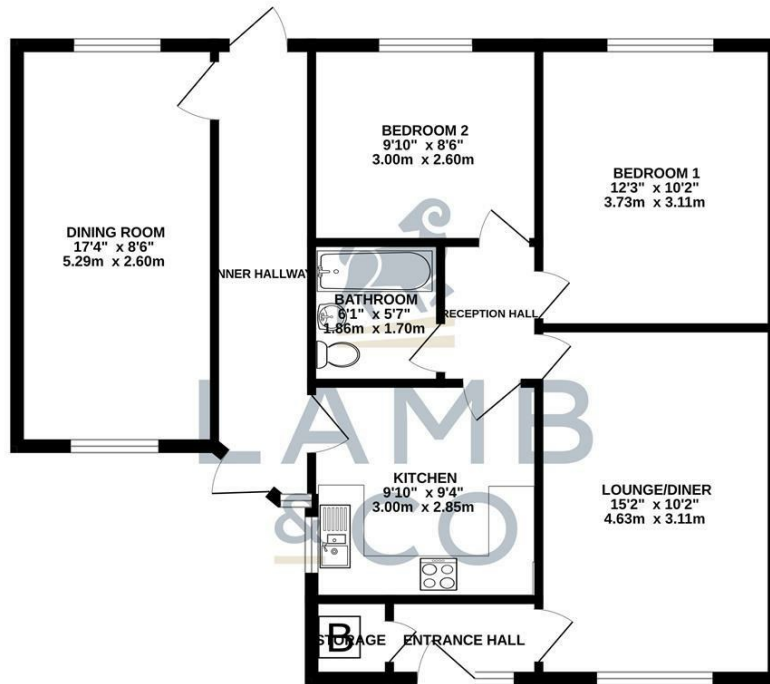 BEDROOM 2
9'10" x 8'6"
3.00m x 2.60m
BEDROOM 1
12'3" x 10'2"
3.73m x 3.11m
DINING ROOM
17'4" x 8'6"
5.29m x 2.60m
INNER HALLWAY
BATHROOM
6'1" x 5'7"
1.86m x 1.70m
RECEPTION HALL
LAMB
& CO
KITCHEN
9'10" x 9'4"
3.00m x 2.85m
LOUNGE/DINER
15'2" x 10'2"
4.63m x 3.11m
STORAGE
B
ENTRANCE HALL